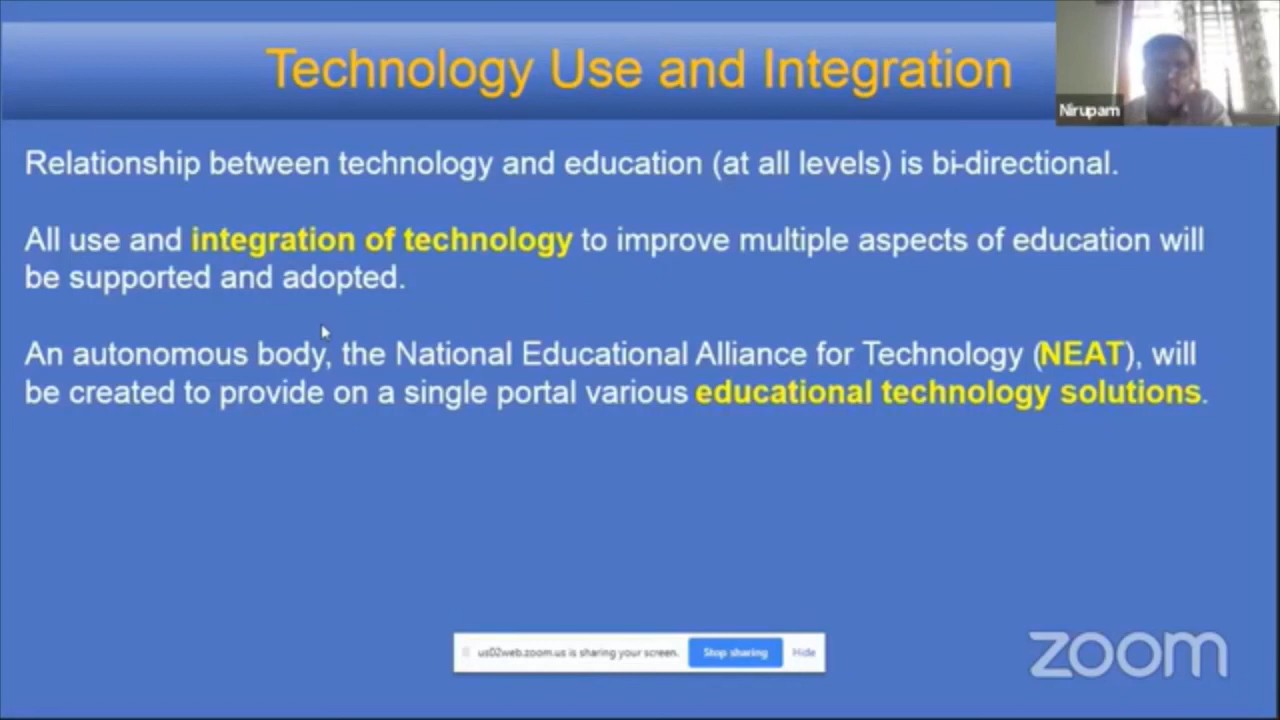 Technology Use and Integration
Nirupam
Relationship between technology and education (at all levels) is bi-directional.
All use and integration of technology to improve multiple aspects of education will
be supported and adopted.
An autonomous body, the National Educational Alliance for Technology (NEAT), will
be created to provide on a single portal various educational technology solutions.
us02web.zoom.us is sharing your screen. Stop sharing Hide
zoom